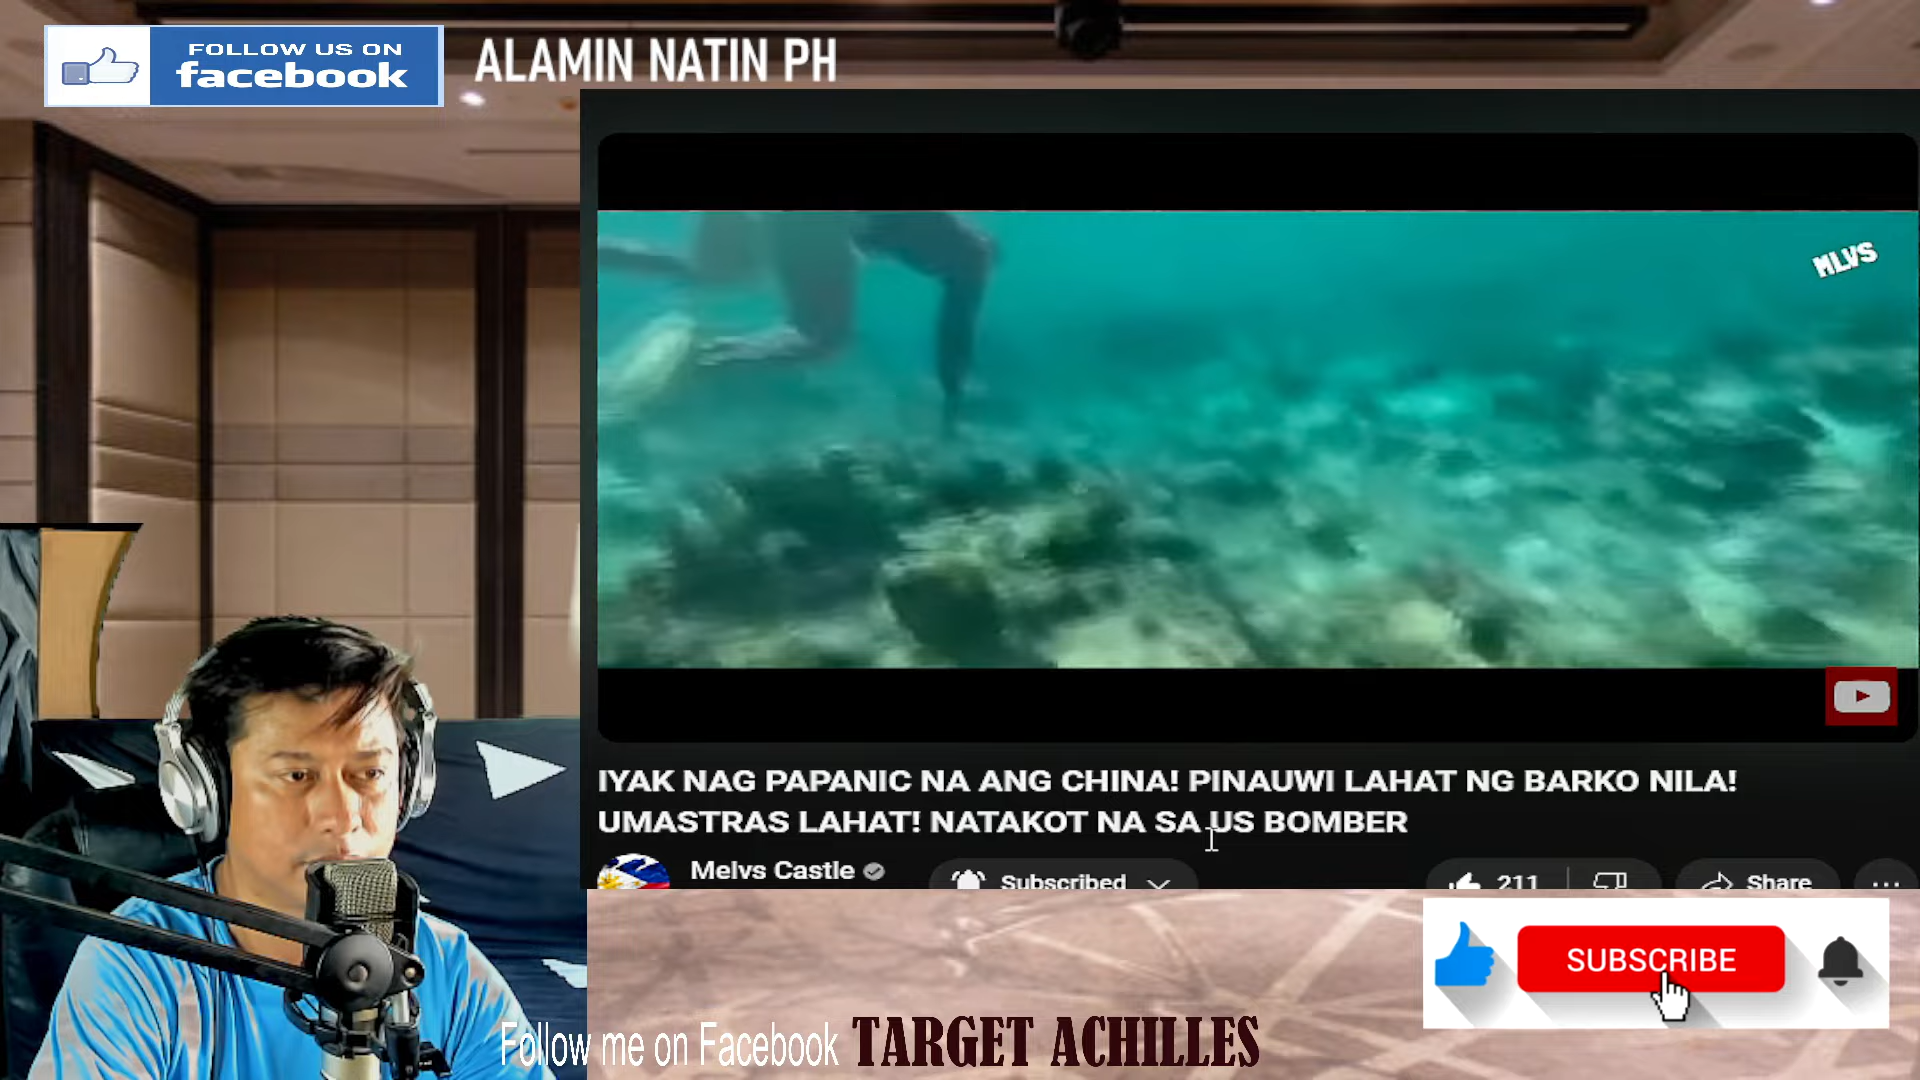 FOLLOW US ON
facebook
ALAMIN NATIN PH
MLVS
IYAK NAG PAPANIC NA ANG CHINA! PINAUWI LAHAT NG BARKO NILA!
UMASTRAS LAHAT! NATAKOT NA SA US BOMBER
Melvs Castle
Subscribed
211
Share
SUBSCRIBE
Follow me on Facebook TARGET ACHILLES